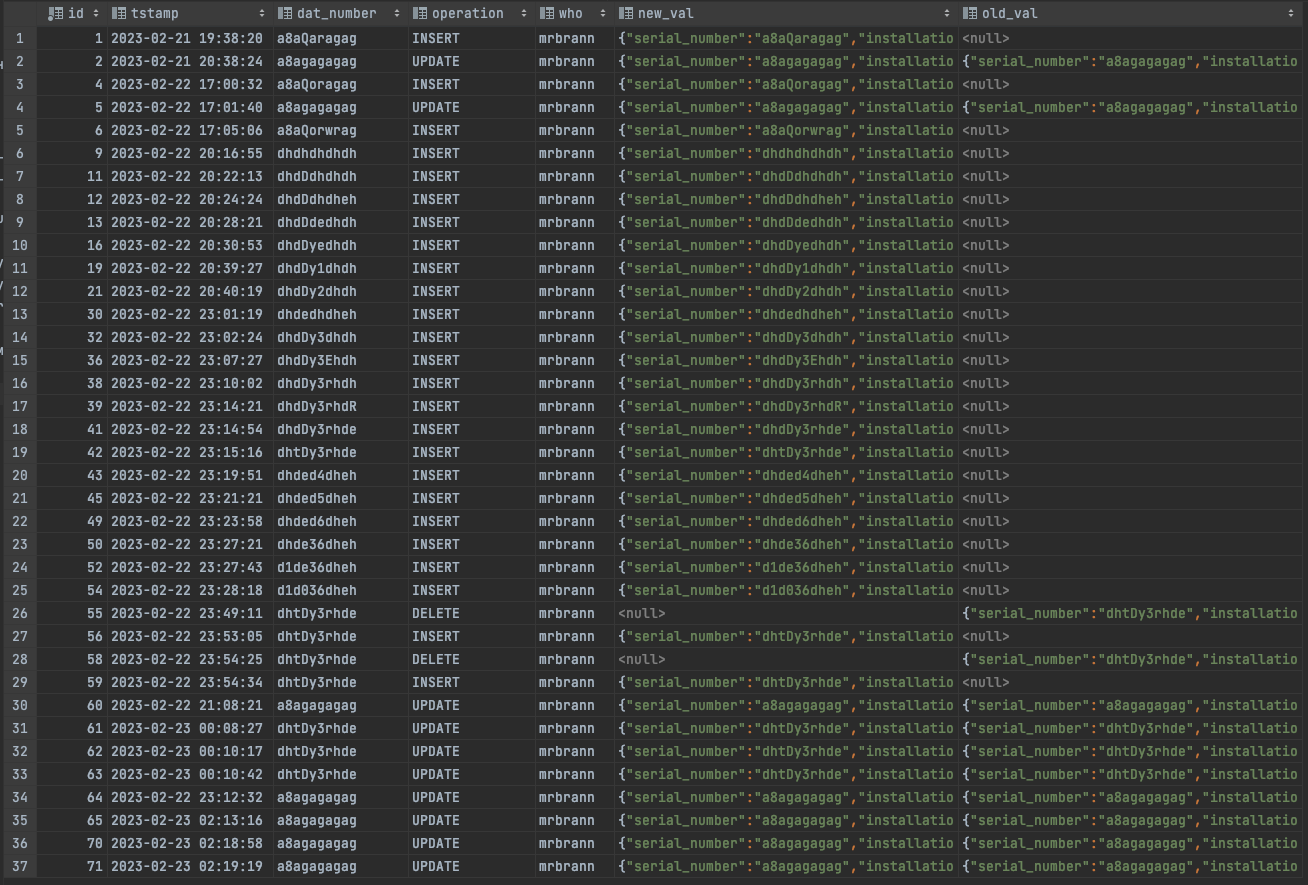 id tstamp dat_number operation who new_val old_val
1 1 2023-02-21 19:38:20 a8aQaragag INSERT mrbrann {"serial_number":"a8aQaragag","installatio <null>
2 2 2023-02-21 20:38:24 a8agagagag UPDATE mrbrann {"serial_number":"a8agagagag","installatio {"serial_number":"a8agagagag","installatio
3 4 2023-02-22 17:00:32 a8aQoragag INSERT mrbrann {"serial_number":"a8aQoragag","installatio <null>
4 5 2023-02-22 17:01:40 a8agagagag UPDATE mrbrann {"serial_number":"a8agagagag","installatio {"serial_number":"a8agagagag","installatio
5 6 2023-02-22 17:05:06 a8aQorwrag INSERT mrbrann {"serial_number":"a8aQorwrag","installatio <null>
6 9 2023-02-22 20:16:55 dhdhdhdhdh INSERT mrbrann {"serial_number":"dhdhdhdhdh","installatio <null>
7 11 2023-02-22 20:22:13 dhdDdhdhdh INSERT mrbrann {"serial_number":"dhdDdhdhdh","installatio <null>
8 12 2023-02-22 20:24:24 dhdDdhdheh INSERT mrbrann {"serial_number":"dhdDdhdheh","installatio <null>
9 13 2023-02-22 20:28:21 dhdDdedhdh INSERT mrbrann {"serial_number":"dhdDdedhdh","installatio <null>
10 16 2023-02-22 20:30:53 dhdDyedhdh INSERT mrbrann {"serial_number":"dhdDyedhdh","installatio <null>
11 19 2023-02-22 20:39:27 dhdDy1dhdh INSERT mrbrann {"serial_number":"dhdDy1dhdh","installatio <null>
12 21 2023-02-22 20:40:19 dhdDy2dhdh INSERT mrbrann {"serial_number":"dhdDy2dhdh","installatio <null>
13 30 2023-02-22 23:01:19 dhdedhdheh INSERT mrbrann {"serial_number":"dhdedhdheh","installatio <null>
14 32 2023-02-22 23:02:24 dhdDy3dhdh INSERT mrbrann {"serial_number":"dhdDy3dhdh","installatio <null>
15 36 2023-02-22 23:07:27 dhdDy3Ehdh INSERT mrbrann {"serial_number":"dhdDy3Ehdh","installatio <null>
16 38 2023-02-22 23:10:02 dhdDy3rhdh INSERT mrbrann {"serial_number":"dhdDy3rhdh","installatio <null>
17 39 2023-02-22 23:14:21 dhdDy3rhdR INSERT mrbrann {"serial_number":"dhdDy3rhdR","installatio <null>
18 41 2023-02-22 23:14:54 dhdDy3rhde INSERT mrbrann {"serial_number":"dhdDy3rhde","installatio <null>
19 42 2023-02-22 23:15:16 dhtDy3rhde INSERT mrbrann {"serial_number":"dhtDy3rhde","installatio <null>
20 43 2023-02-22 23:19:51 dhded4dheh INSERT mrbrann {"serial_number":"dhded4dheh","installatio <null>
21 45 2023-02-22 23:21:21 dhded5dheh INSERT mrbrann {"serial_number":"dhded5dheh","installatio <null>
22 49 2023-02-22 23:23:58 dhded6dheh INSERT mrbrann {"serial_number":"dhded6dheh","installatio <null>
23 50 2023-02-22 23:27:21 dhde36dheh INSERT mrbrann {"serial_number":"dhde36dheh","installatio <null>
24 52 2023-02-22 23:27:43 d1de36dheh INSERT mrbrann {"serial_number":"d1de36dheh","installatio <null>
25 54 2023-02-22 23:28:18 d1d036dheh INSERT mrbrann {"serial_number":"d1d036dheh","installatio <null>
26 55 2023-02-22 23:49:11 dhtDy3rhde DELETE mrbrann <null> {"serial_number":"dhtDy3rhde","installatio
27 56 2023-02-22 23:53:05 dhtDy3rhde INSERT mrbrann {"serial_number":"dhtDy3rhde","installatio <null>
28 58 2023-02-22 23:54:25 dhtDy3rhde DELETE mrbrann <null> {"serial_number":"dhtDy3rhde","installatio
29 59 2023-02-22 23:54:34 dhtDy3rhde INSERT mrbrann {"serial_number":"dhtDy3rhde","installatio <null>
30 60 2023-02-22 21:08:21 a8agagagag UPDATE mrbrann {"serial_number":"a8agagagag","installatio {"serial_number":"a8agagagag","installatio
31 61 2023-02-23 00:08:27 dhtDy3rhde UPDATE mrbrann {"serial_number":"dhtDy3rhde","installatio {"serial_number":"dhtDy3rhde","installatio
32 62 2023-02-23 00:10:17 dhtDy3rhde UPDATE mrbrann {"serial_number":"dhtDy3rhde","installatio {"serial_number":"dhtDy3rhde","installatio
33 63 2023-02-23 00:10:42 dhtDy3rhde UPDATE mrbrann {"serial_number":"dhtDy3rhde","installatio {"serial_number":"dhtDy3rhde","installatio
34 64 2023-02-22 23:12:32 a8agagagag UPDATE mrbrann {"serial_number":"a8agagagag","installatio {"serial_number":"a8agagagag","installatio
35 65 2023-02-23 02:13:16 a8agagagag UPDATE mrbrann {"serial_number":"a8agagagag","installatio {"serial_number":"a8agagagag","installatio
36 70 2023-02-23 02:18:58 a8agagagag UPDATE mrbrann {"serial_number":"a8agagagag","installatio {"serial_number":"a8agagagag","installatio
37 71 2023-02-23 02:19:19 a8agagagag UPDATE mrbrann {"serial_number":"a8agagagag","installatio {"serial_number":"a8agagagag","installatio